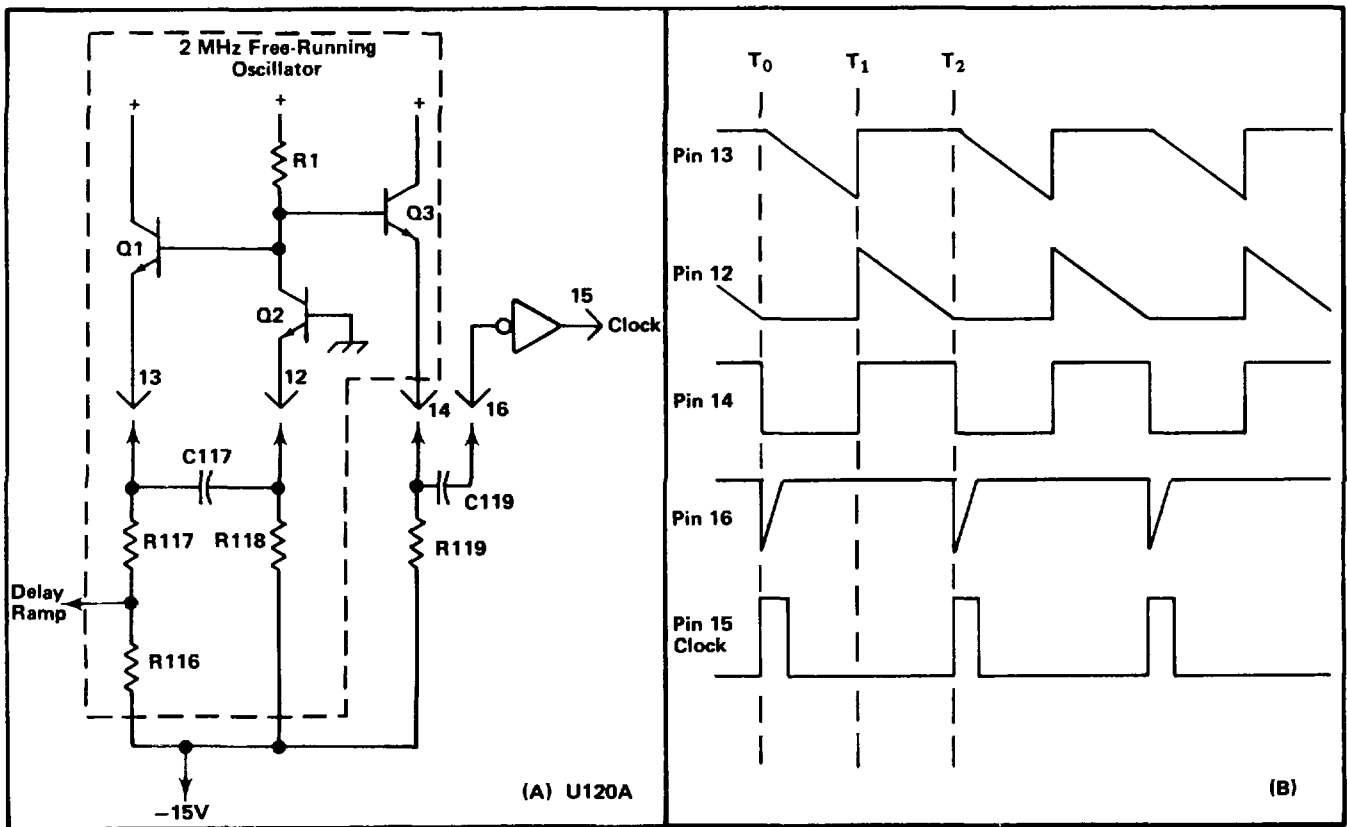 2 MHz Free-Running
Oscillator
+
+
+
R1
Q1
Q3
Q2
15
Clock
13
12
14
16
C117
C119
R117
R118
R119
Delay
Ramp
R116
−15V
(A) U120A
T0
T1
T2
Pin 13
Pin 12
Pin 14
Pin 16
Pin 15
Clock
(B)